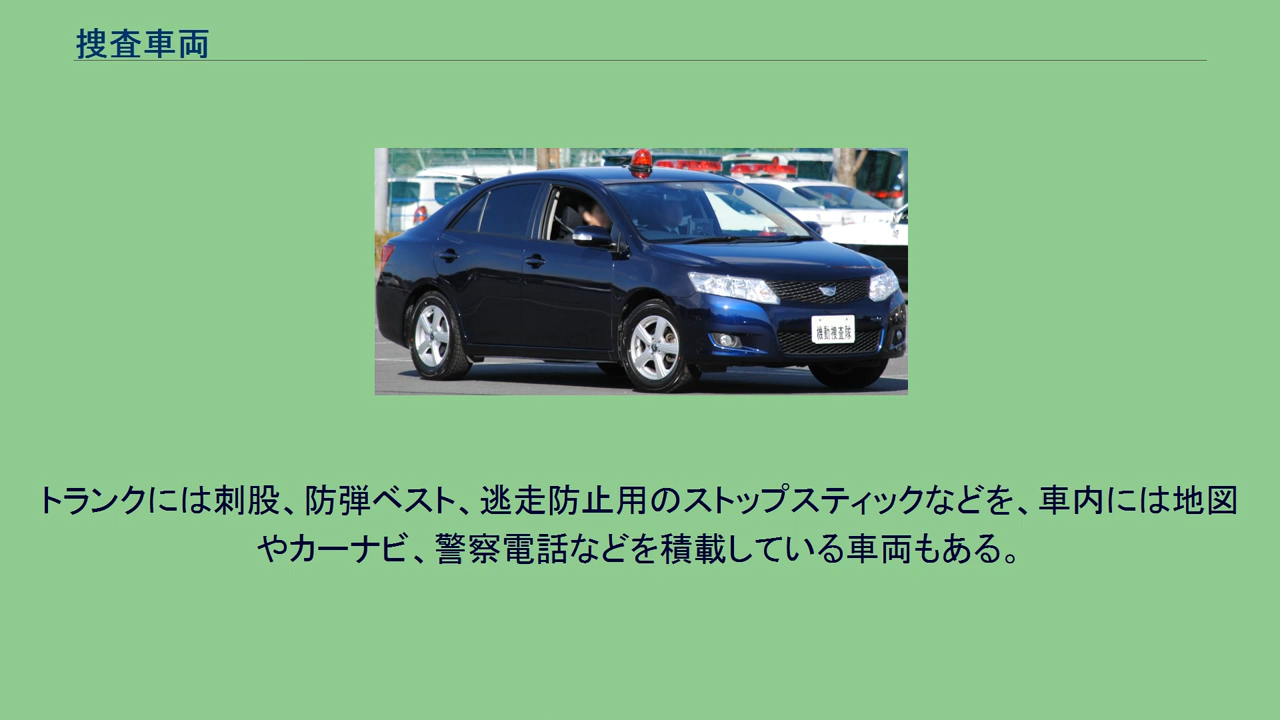 捜査車両
機動捜査隊
トランクには刺股、防弾ベスト、逃走防止用のストップスティックなどを、車内には地図
やカーナビ、警察電話などを積載している車両もある。